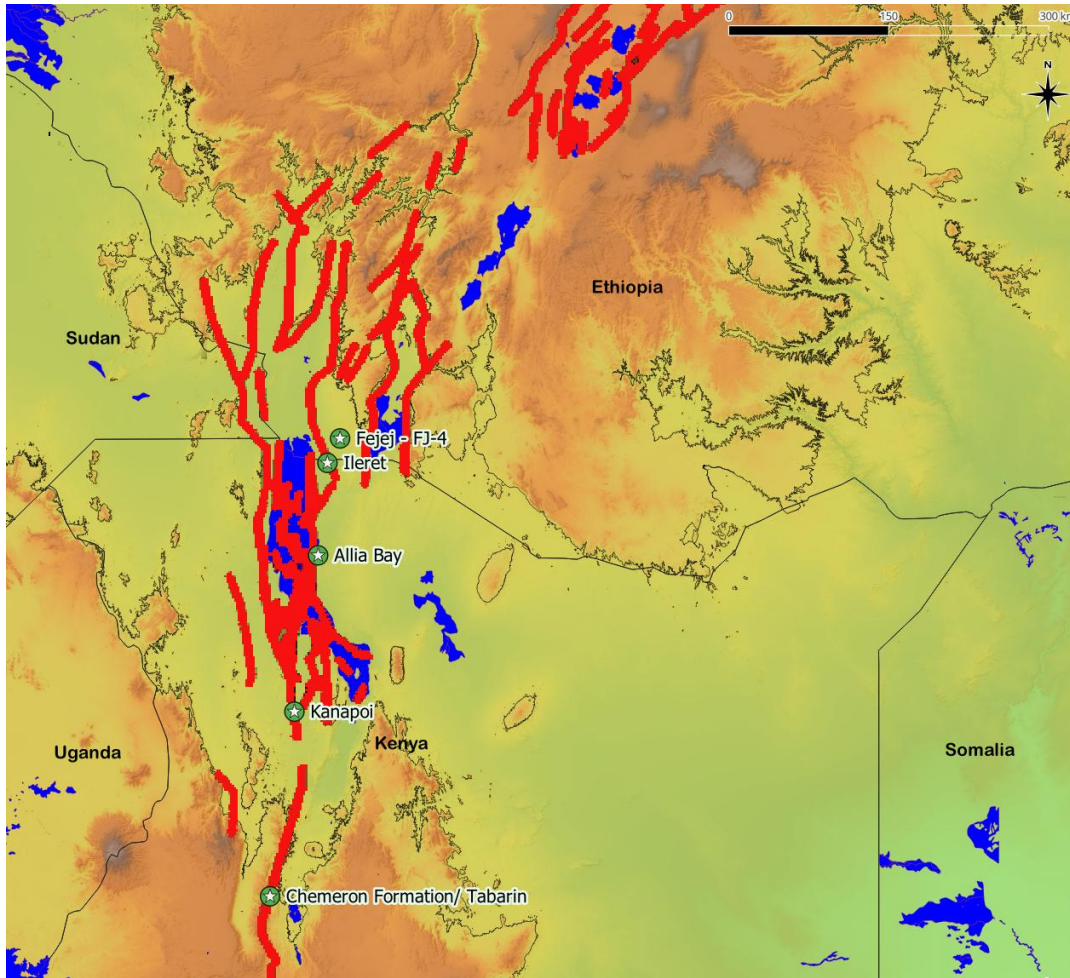 0 150 300 km
N
Ethiopia
Sudan
Fejej - FJ-4
Ileret
Allia Bay
Kanapoi
Uganda
Kenya
Somalia
Chemeron Formation/ Tabarin